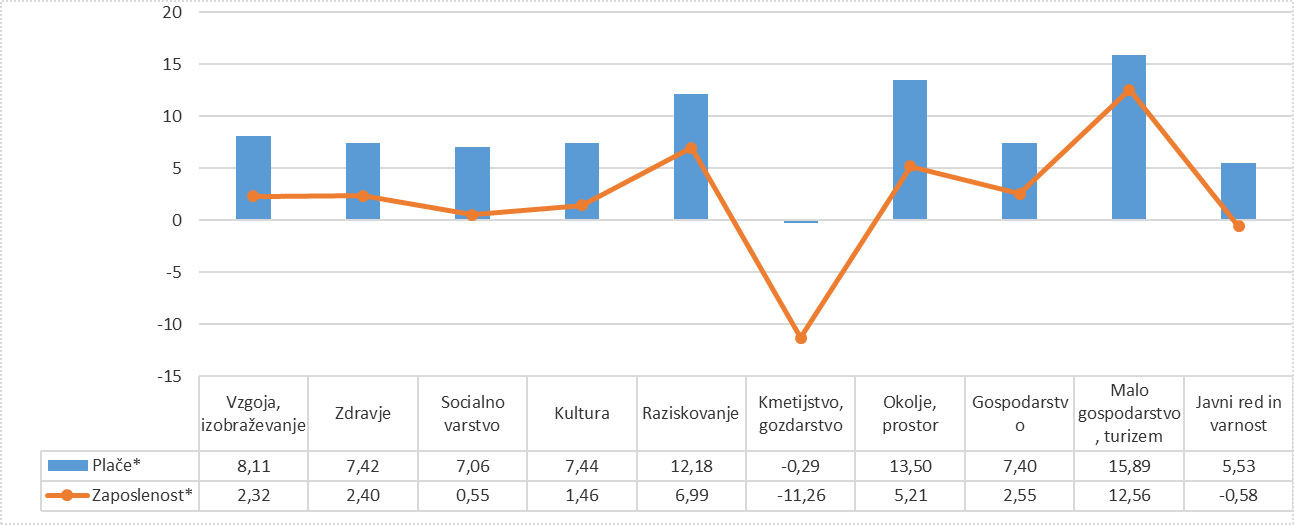 20
15
10
5
0
-5
-10
-15
Vzgoja, izobraževanje
Zdravje
Socialno varstvo
Kultura
Raziskovanje
Kmetijstvo, gozdarstvo
Okolje, prostor
Gospodarstvo
Malo gospodarstvo, turizem
Javni red in varnost
Plače* 8,11 7,42 7,06 7,44 12,18 -0,29 13,50 7,40 15,89 5,53
Zaposlenost* 2,32 2,40 0,55 1,46 6,99 -11,26 5,21 2,55 12,56 -0,58